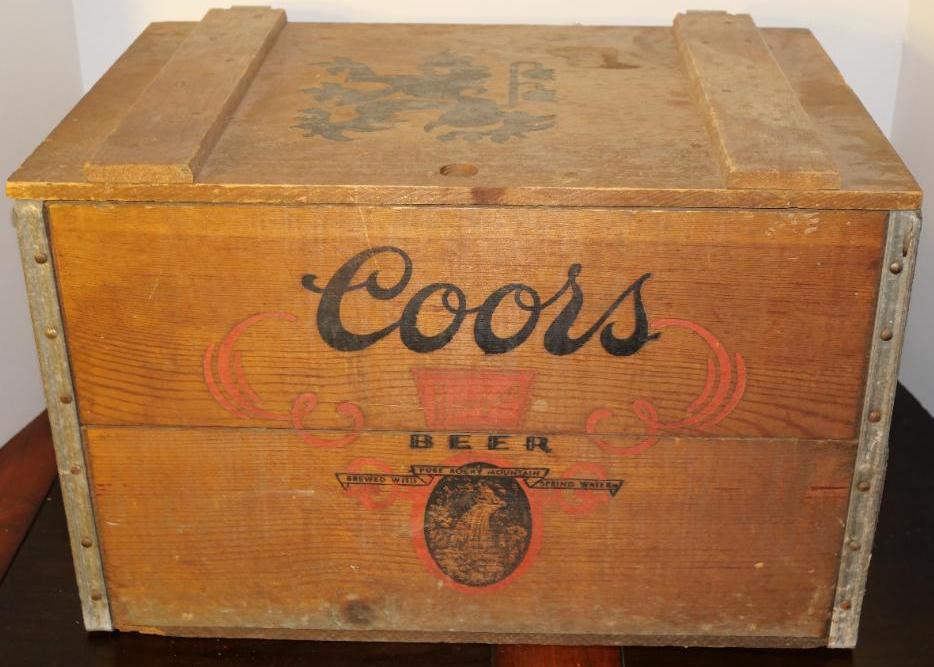 Coors
BEER
PURE ROCKY MOUNTAIN
BREWED WITH SPRING WATER